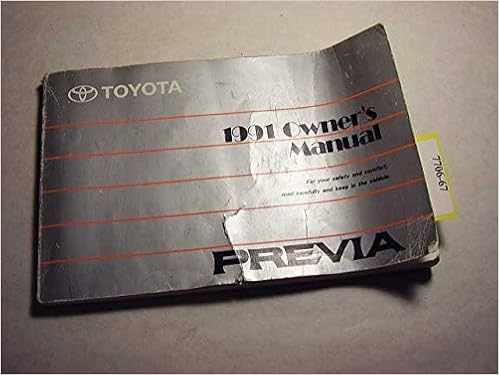 TOYOTA
1991 Owner's
Manual
For your safety and comfort,
read carefully and keep in the vehicle.
PREVIA
7706-67